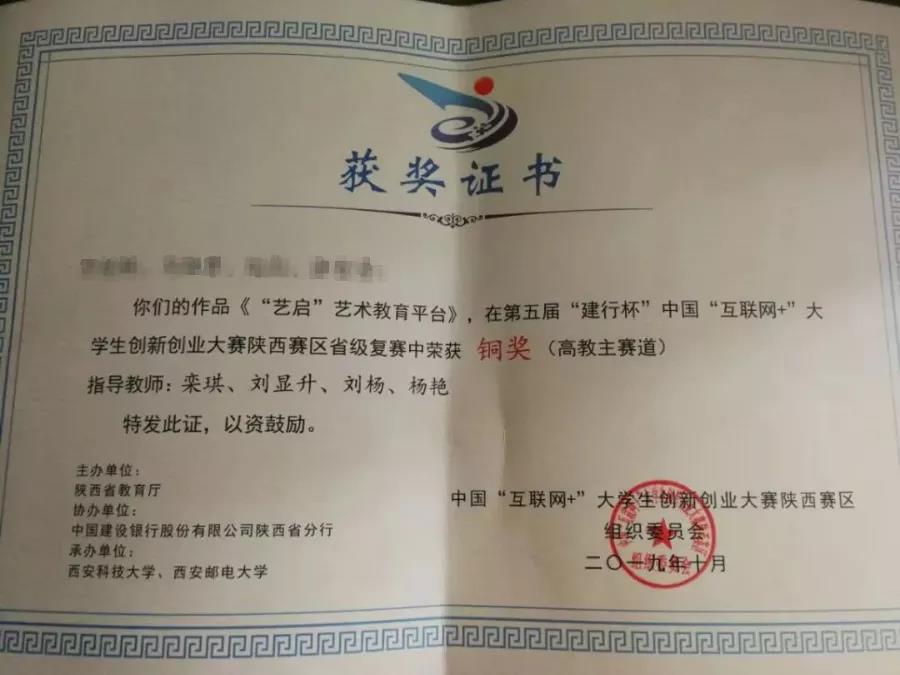 获奖证书
你们的作品《“艺启”艺术教育平台》，在第五届“建行杯”中国“互联网+”大
学生创新创业大赛陕西赛区省级复赛中荣获 铜奖（高教主赛道）
指导教师：栾琪、刘显升、刘杨、杨艳
特发此证，以资鼓励。
主办单位：
陕西省教育厅
协办单位：
中国建设银行股份有限公司陕西省分行
承办单位：
西安科技大学、西安邮电大学
中国“互联网+”大学生创新创业大赛陕西赛区
组织委员会
二〇一九年十月